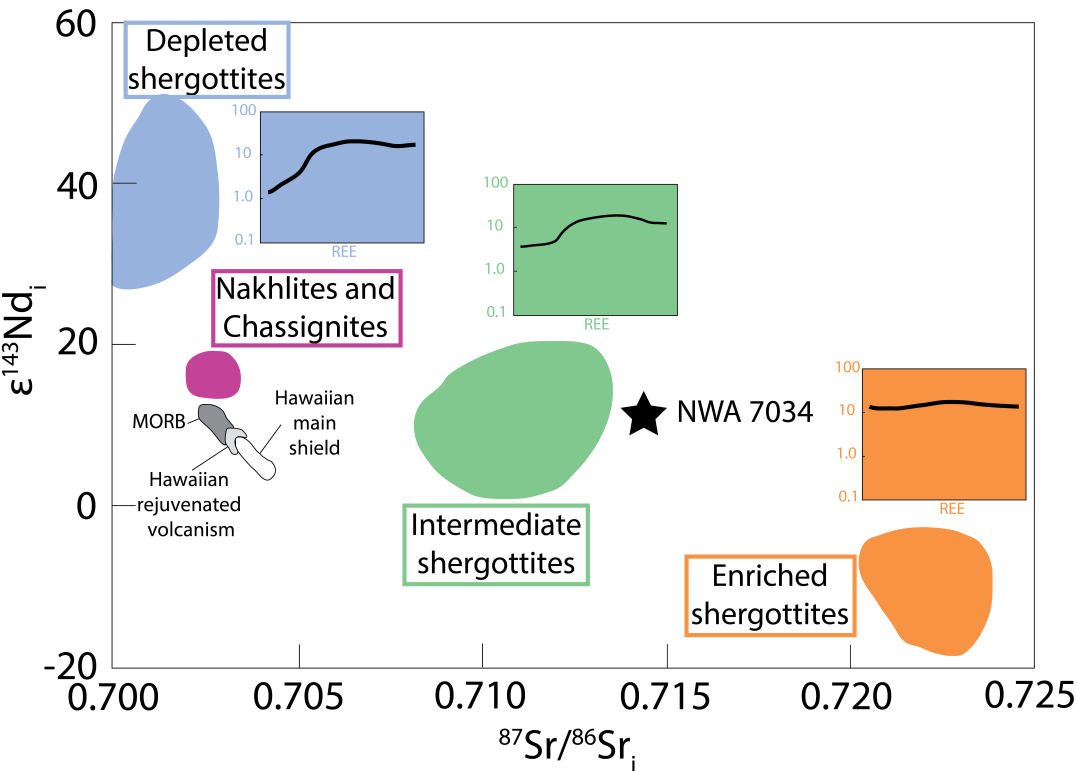 60
40
20
0
-20
ε¹⁴³Ndᵢ
Depleted
shergottites
100
10
1.0
0.1
REE
Nakhlites and
Chassignites
MORB
Hawaiian
main
shield
Hawaiian
rejuvenated
volcanism
100
10
1.0
0.1
REE
Intermediate
shergottites
NWA 7034
100
10
1.0
0.1
REE
Enriched
shergottites
0.700
0.705
0.710
0.715
0.720
0.725
⁸⁷Sr/⁸⁶Srᵢ